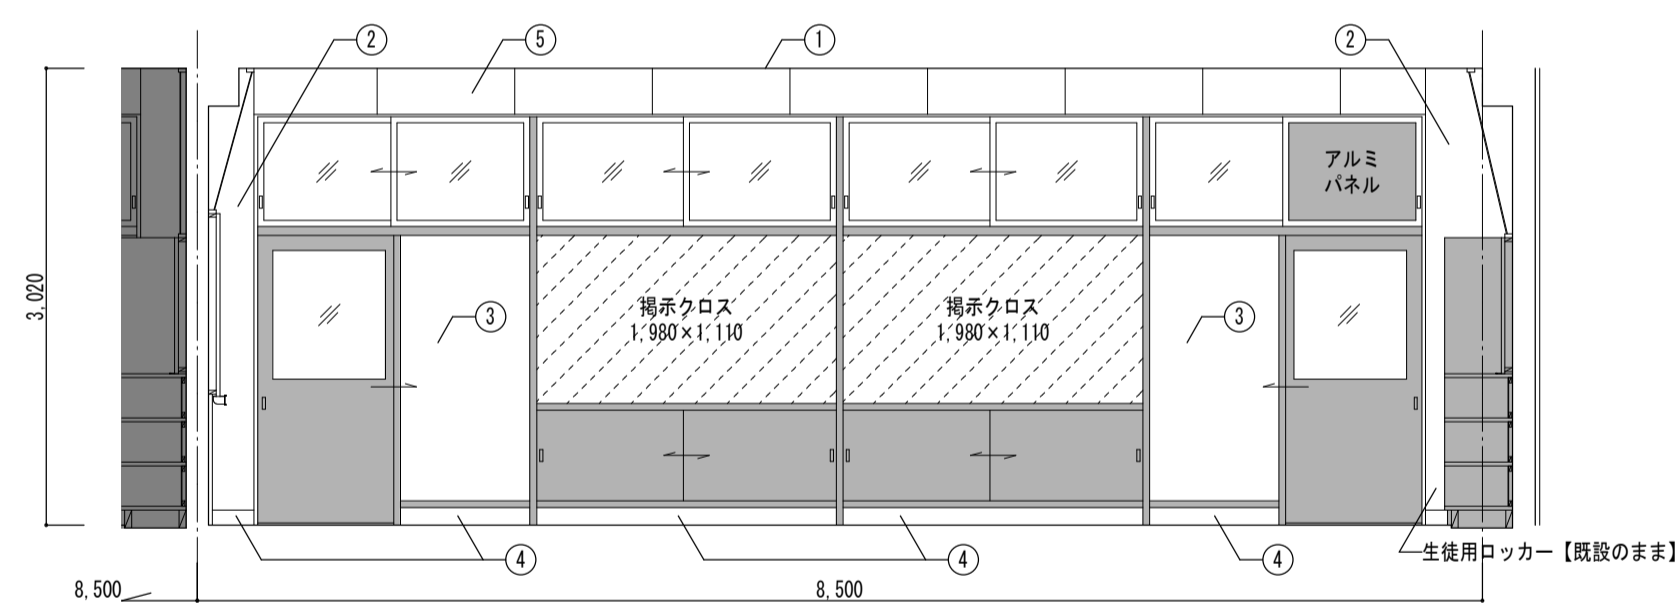 ②
⑤
①
②
アルミ
パネル
3,020
③
掲示クロス
1,980×1,110
掲示クロス
1,980×1,110
③
④
④
④
生徒用ロッカー【既設のまま】
8,500
8,500